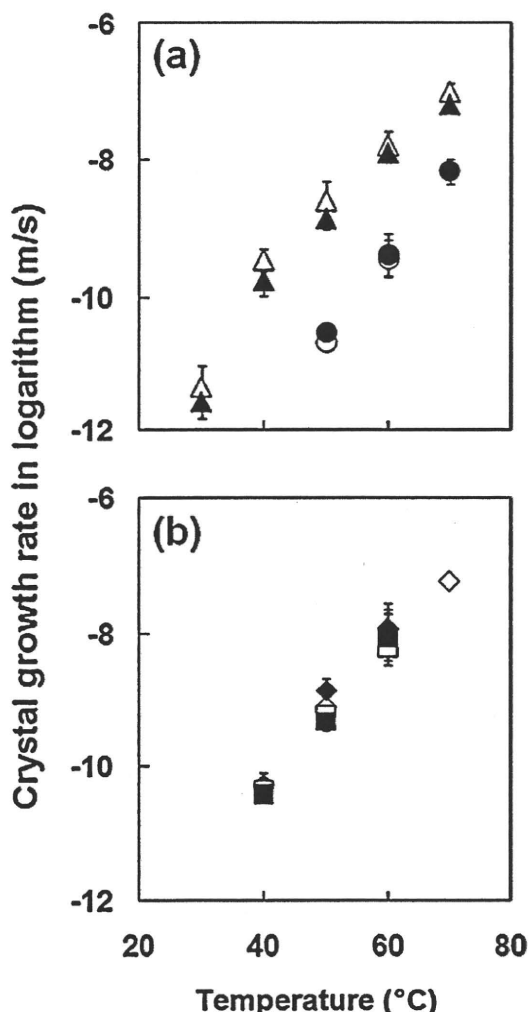 Crystal growth rate in logarithm (m/s)
-6
(a)
-8
-10
-12
-6
(b)
-8
-10
-12
20 40 60 80
Temperature (°C)